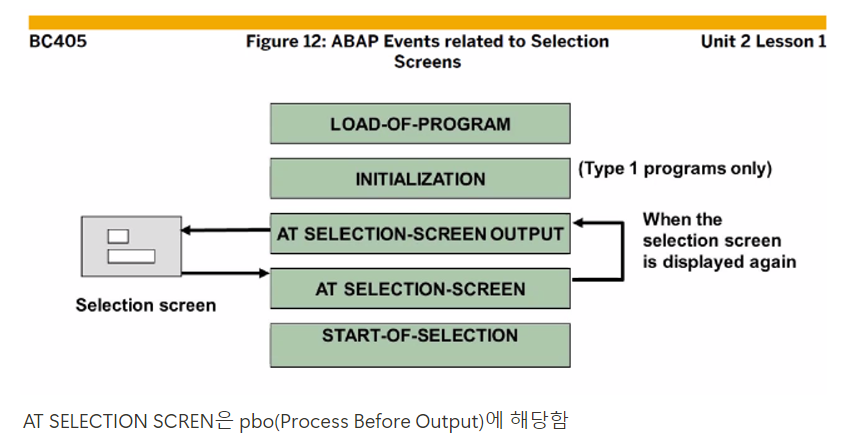 BC405
Figure 12: ABAP Events related to Selection
Screens
Unit 2 Lesson 1
LOAD-OF-PROGRAM
INITIALIZATION
(Type 1 programs only)
AT SELECTION-SCREEN OUTPUT
When the
selection screen
is displayed again
AT SELECTION-SCREEN
Selection screen
START-OF-SELECTION
AT SELECTION SCREN은 pbo(Process Before Output)에 해당함